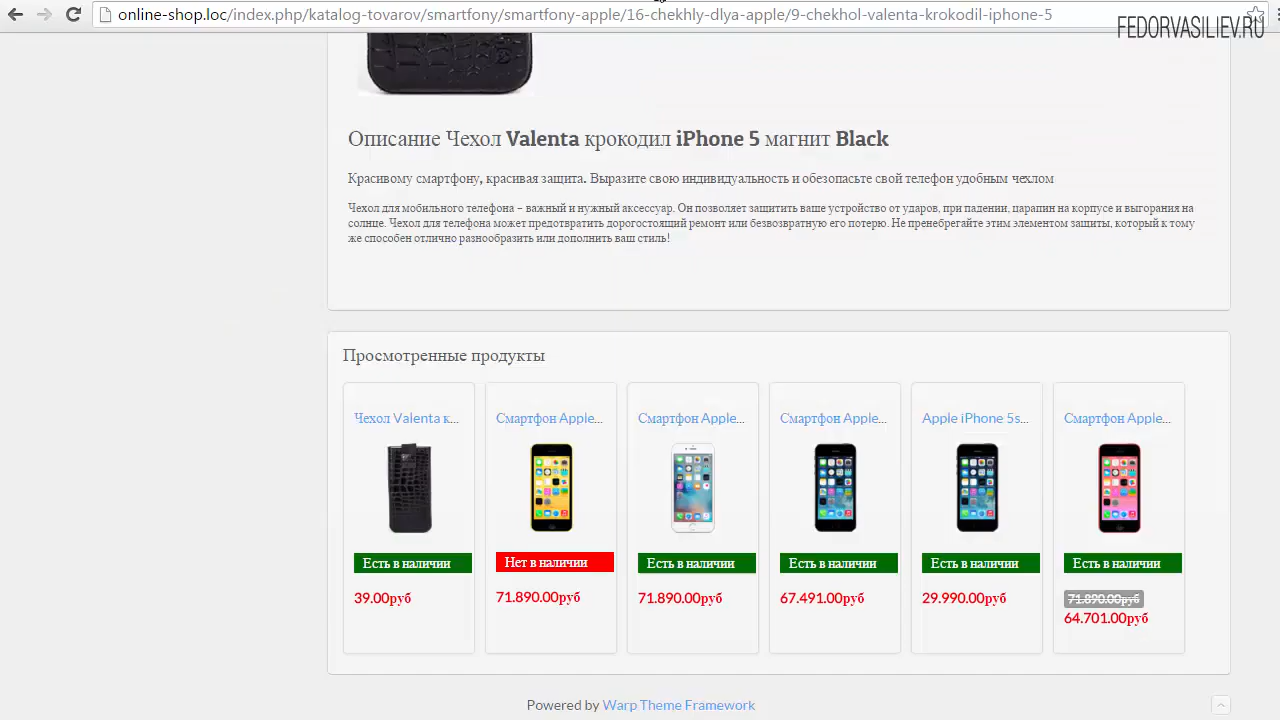 online-shop.loc/index.php/katalog-tovarov/smartfony/smartfony-apple/16-chekhly-dlya-apple/9-chekhol-valenta-krokodil-iphone-5
FEDORVASILIEV.RU
Описание Чехол Valenta крокодил iPhone 5 магнит Black
Красивому смартфону, красивая защита. Выразите свою индивидуальность и обезопасьте свой телефон удобным чехлом
Чехол для мобильного телефона – важный и нужный аксессуар. Он позволяет защитить ваше устройство от ударов, при падении, царапин на корпусе и выгорания на
солнце. Чехол для телефона может предотвратить дорогостоящий ремонт или безвозвратную его потерю. Не пренебрегайте этим элементом защиты, который к тому
же способен отлично разнообразить или дополнить ваш стиль!
Просмотренные продукты
Чехол Valenta к... Смартфон Apple... Смартфон Apple... Смартфон Apple... Apple iPhone 5s... Смартфон Apple...
Есть в наличии Нет в наличии Есть в наличии Есть в наличии Есть в наличии Есть в наличии
39.00руб 71.890.00руб 71.890.00руб 67.491.00руб 29.990.00руб 71.890.00руб
64.701.00руб
Powered by Warp Theme Framework